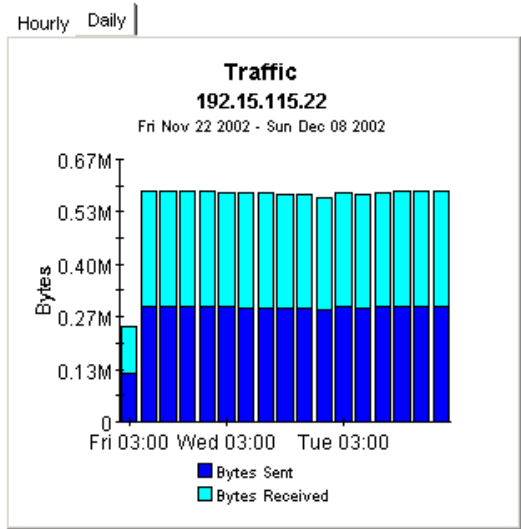 Hourly Daily
Traffic
192.15.115.22
Fri Nov 22 2002 - Sun Dec 08 2002
0.67M
0.53M
0.40M
0.27M
0.13M
0
Bytes
Fri 03:00 Wed 03:00 Tue 03:00
Bytes Sent
Bytes Received